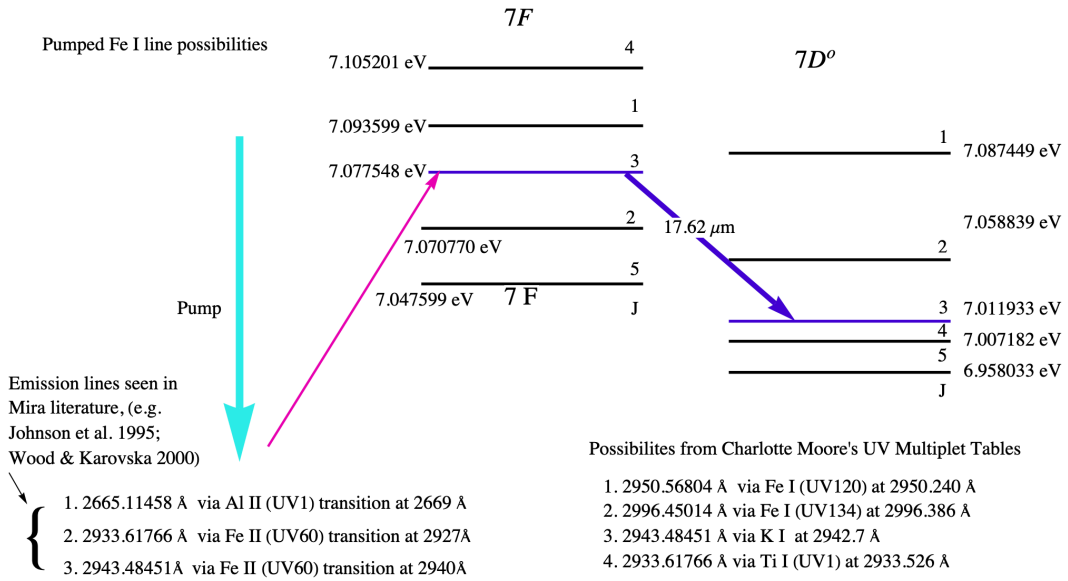 7F
Pumped Fe I line possibilities
4
7.105201 eV
7D°
1
7.093599 eV
1
7.087449 eV
3
7.077548 eV
2
17.62 μm
7.058839 eV
7.070770 eV
2
5
7.047599 eV
7 F
J
Pump
3
7.011933 eV
4
7.007182 eV
5
6.958033 eV
J
Emission lines seen in
Mira literature, (e.g.
Johnson et al. 1995;
Wood & Karovska 2000)
1. 2665.11458 Å via Al II (UV1) transition at 2669 Å
2. 2933.61766 via Fe II (UV60) transition at 2927Å
3. 2943.48451Å via Fe II (UV60) transition at 2940Å
Possibilites from Charlotte Moore's UV Multiplet Tables
1. 2950.56804 Å via Fe I (UV120) at 2950.240 Å
2. 2996.45014 Å via Fe I (UV134) at 2996.386 Å
3. 2943.48451 Å via K I at 2942.7 Å
4. 2933.61766 Å via Ti I (UV1) at 2933.526 Å